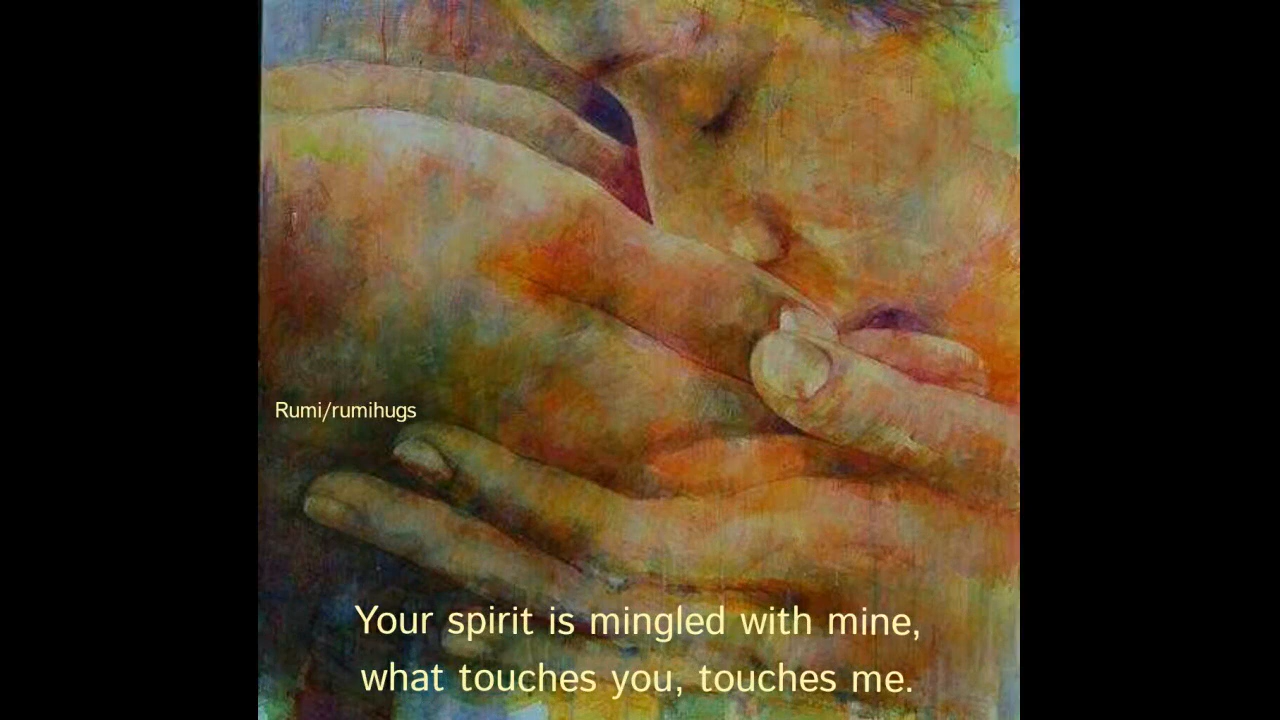 Rumi/rumihugs
Your spirit is mingled with mine,
what touches you, touches me.